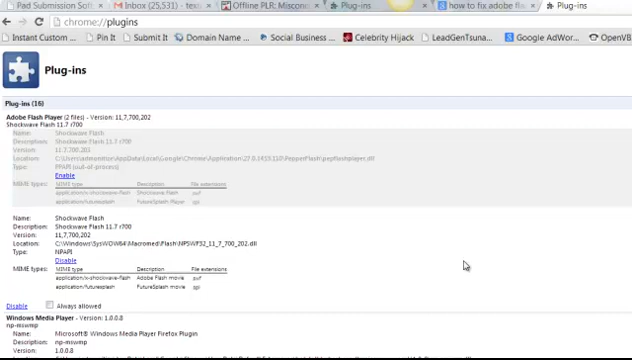 Pad Submission Soft
Inbox (25,531) - tex
Offline PLR: Miscon
Plug-ins
how to fix adobe fla
Plug-ins
chrome://plugins
Instant Custom ...
Pin It
Submit It
Domain Name ...
Social Business ...
Celebrity Hijack
LeadGenTsuna...
Google AdWor...
OpenVB
Plug-ins
Plug-ins (16)
Adobe Flash Player (2 files) - Version: 11,7,700,202
Shockwave Flash 11.7 r700
Name: Shockwave Flash
Description: Shockwave Flash 11.7 r700
Version: 11.7.700.203
Type: PPAPI (out-of-process)
Enable
MIME types: MIME type Description File extensions
application/x-shockwave-flash Shockwave Flash .swf
application/futuresplash FutureSplash Player .spl
Name: Shockwave Flash
Description: Shockwave Flash 11.7 r700
Version: 11,7,700,202
Location: C:\Windows\SysWOW64\Macromed\Flash\NPSWF32_11_7_700_202.dll
Type: NPAPI
Disable
MIME types: MIME type Description File extensions
application/x-shockwave-flash Adobe Flash movie .swf
application/futuresplash FutureSplash movie .spl
Disable Always allowed
Windows Media Player - Version: 1.0.0.8
np-mswmp
Name: Microsoft® Windows Media Player Firefox Plugin
Description: np-mswmp
Version: 1.0.0.8